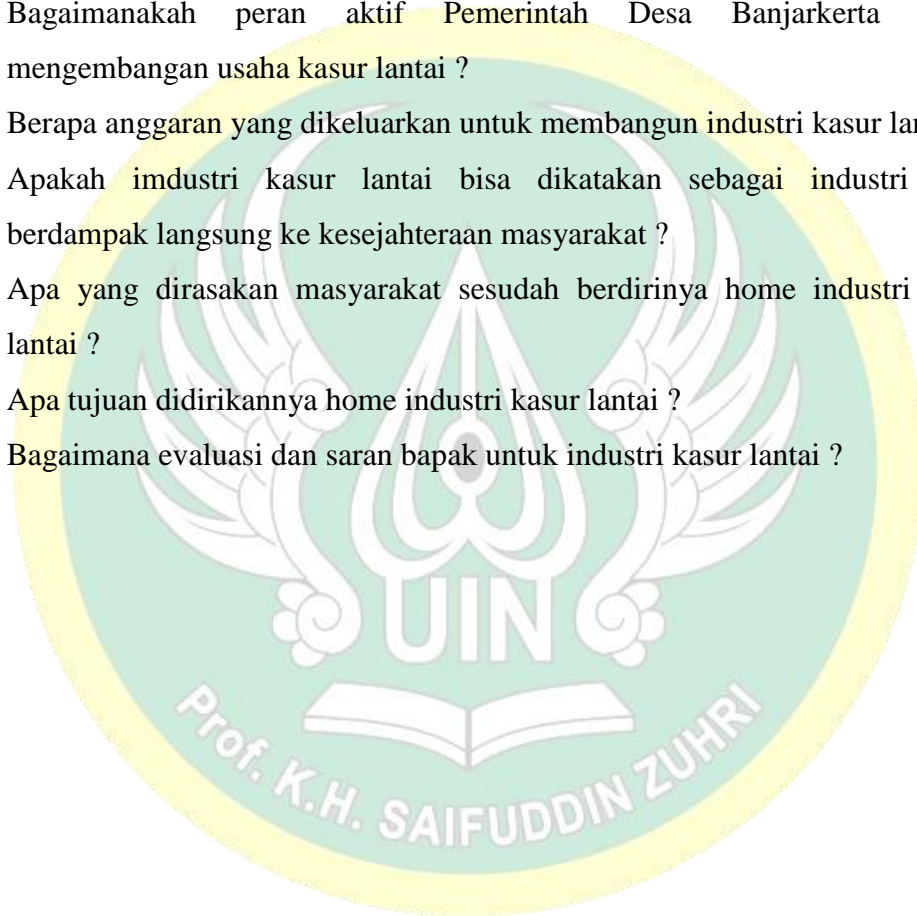 Bagaimanakah peran aktif Pemerintah Desa Banjarkerta
mengembangan usaha kasur lantai ?
Berapa anggaran yang dikeluarkan untuk membangun industri kasur
Apakah imdustri kasur lantai bisa dikatakan sebagai industri
berdampak langsung ke kesejahteraan masyarakat ?
Apa yang dirasakan masyarakat sesudah berdirinya home industri
lantai ?
Apa tujuan didirikannya home industri kasur lantai ?
Bagaimana evaluasi dan saran bapak untuk industri kasur lantai ?
UIN
Prof. K.H. SAIFUDDIN ZUHRI